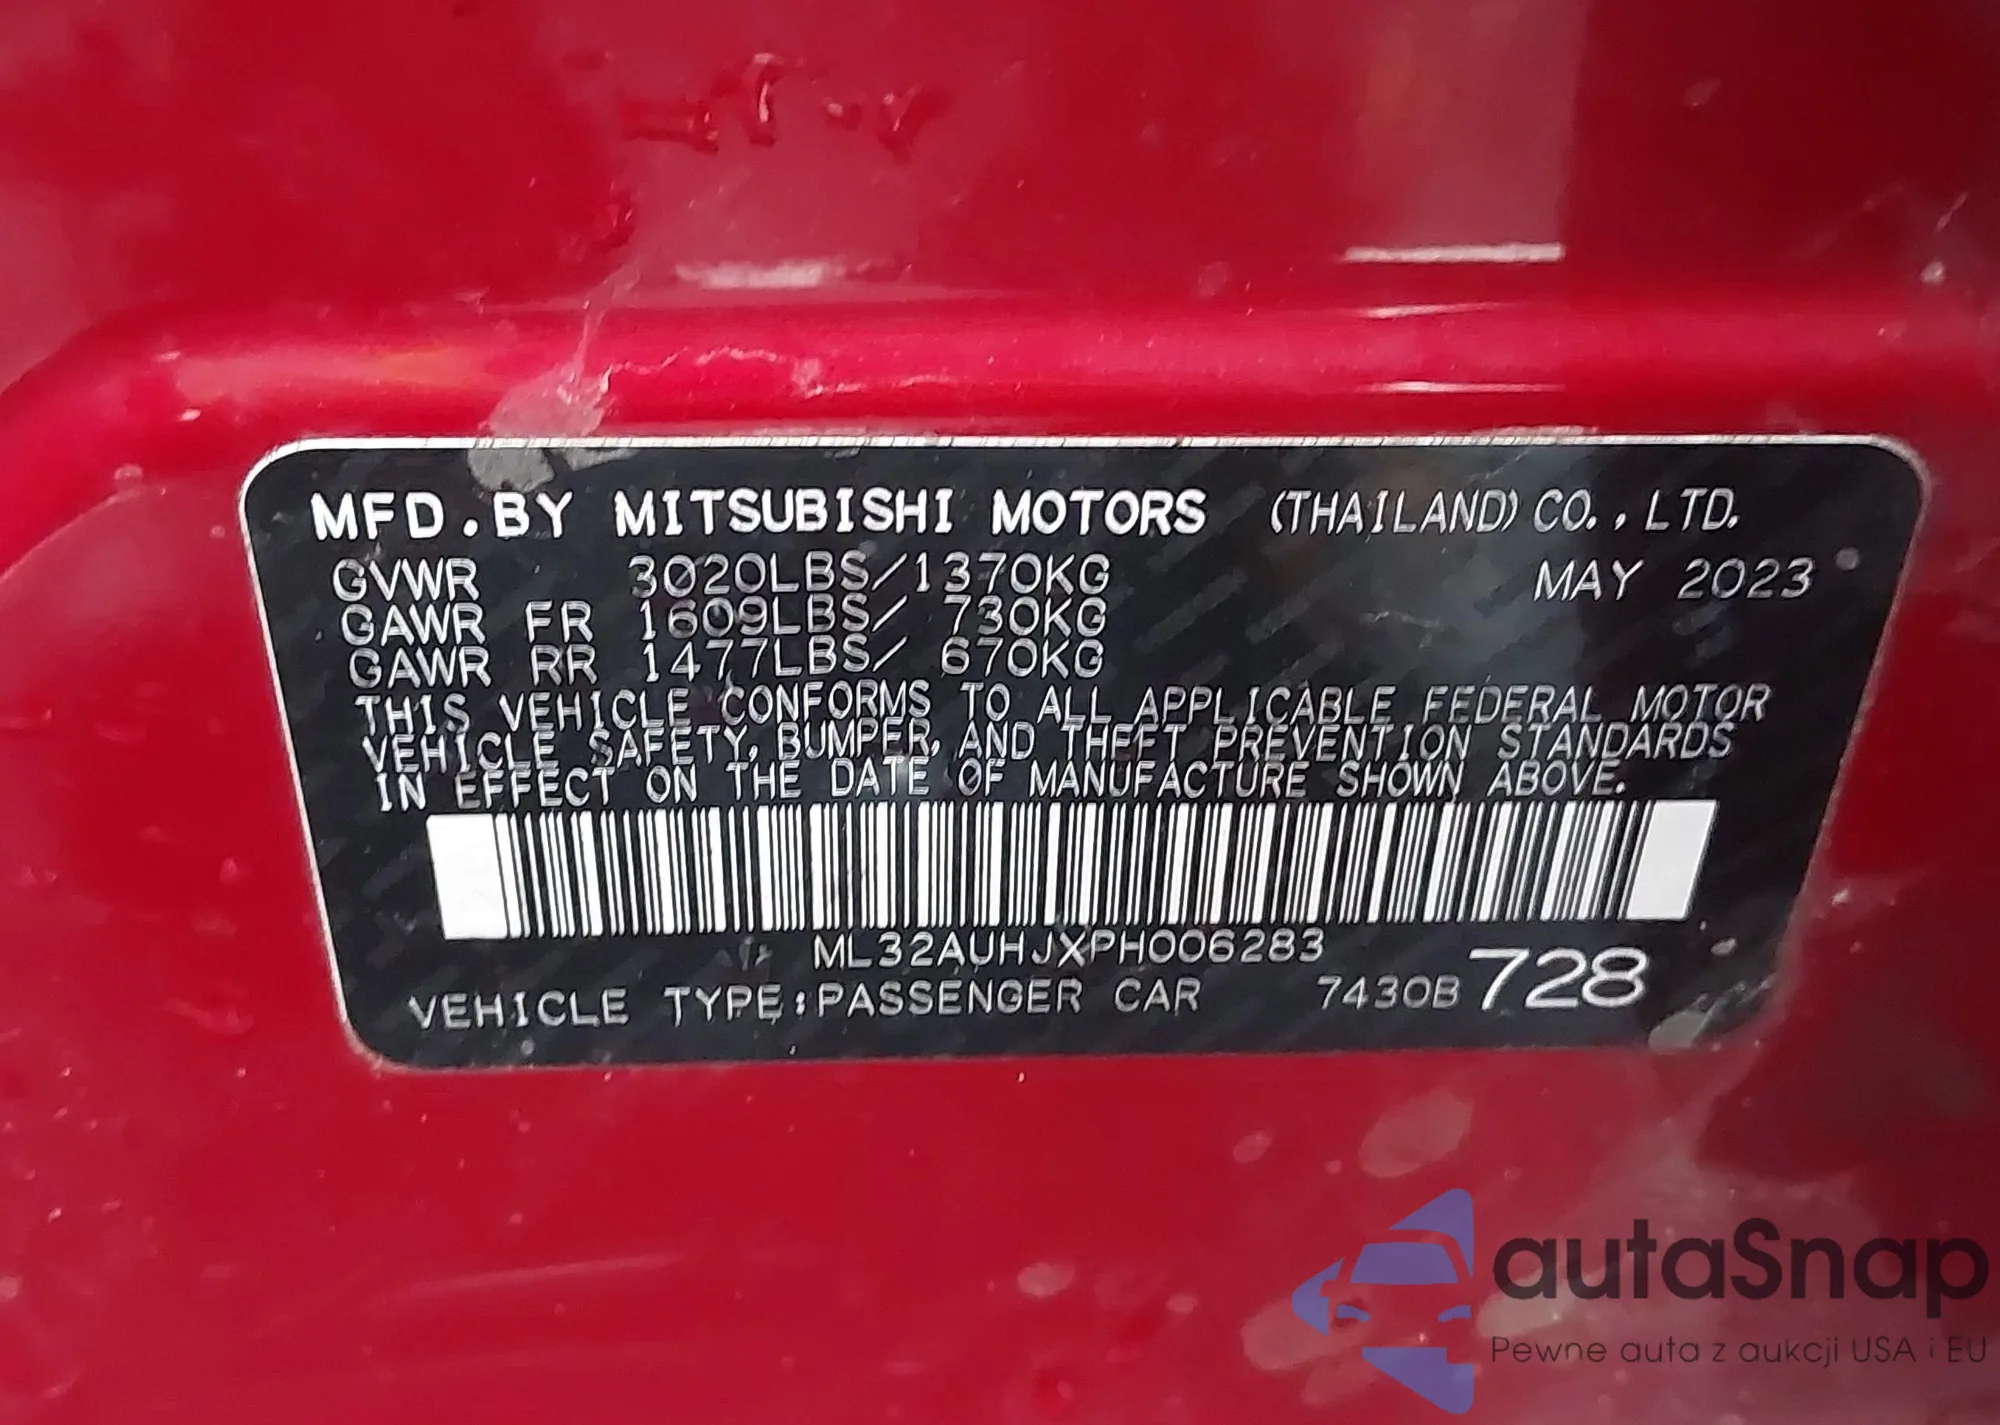 MFD.BY MITSUBISHI MOTORS (THAILAND) CO.,LTD.
GVWR 3020LBS/1370KG MAY 2023
GAWR FR 1609LBS/ 730KG
GAWR RR 1477LBS/ 670KG
THIS VEHICLE CONFORMS TO ALL APPLICABLE FEDERAL MOTOR
VEHICLE SAFETY, BUMPER, AND THEFT PREVENTION STANDARDS
IN EFFECT ON THE DATE OF MANUFACTURE SHOWN ABOVE.
ML32AUHJXPH006283
VEHICLE TYPE:PASSENGER CAR 7430B 728
autaSnap
Pewne auta z aukcji USA i EU